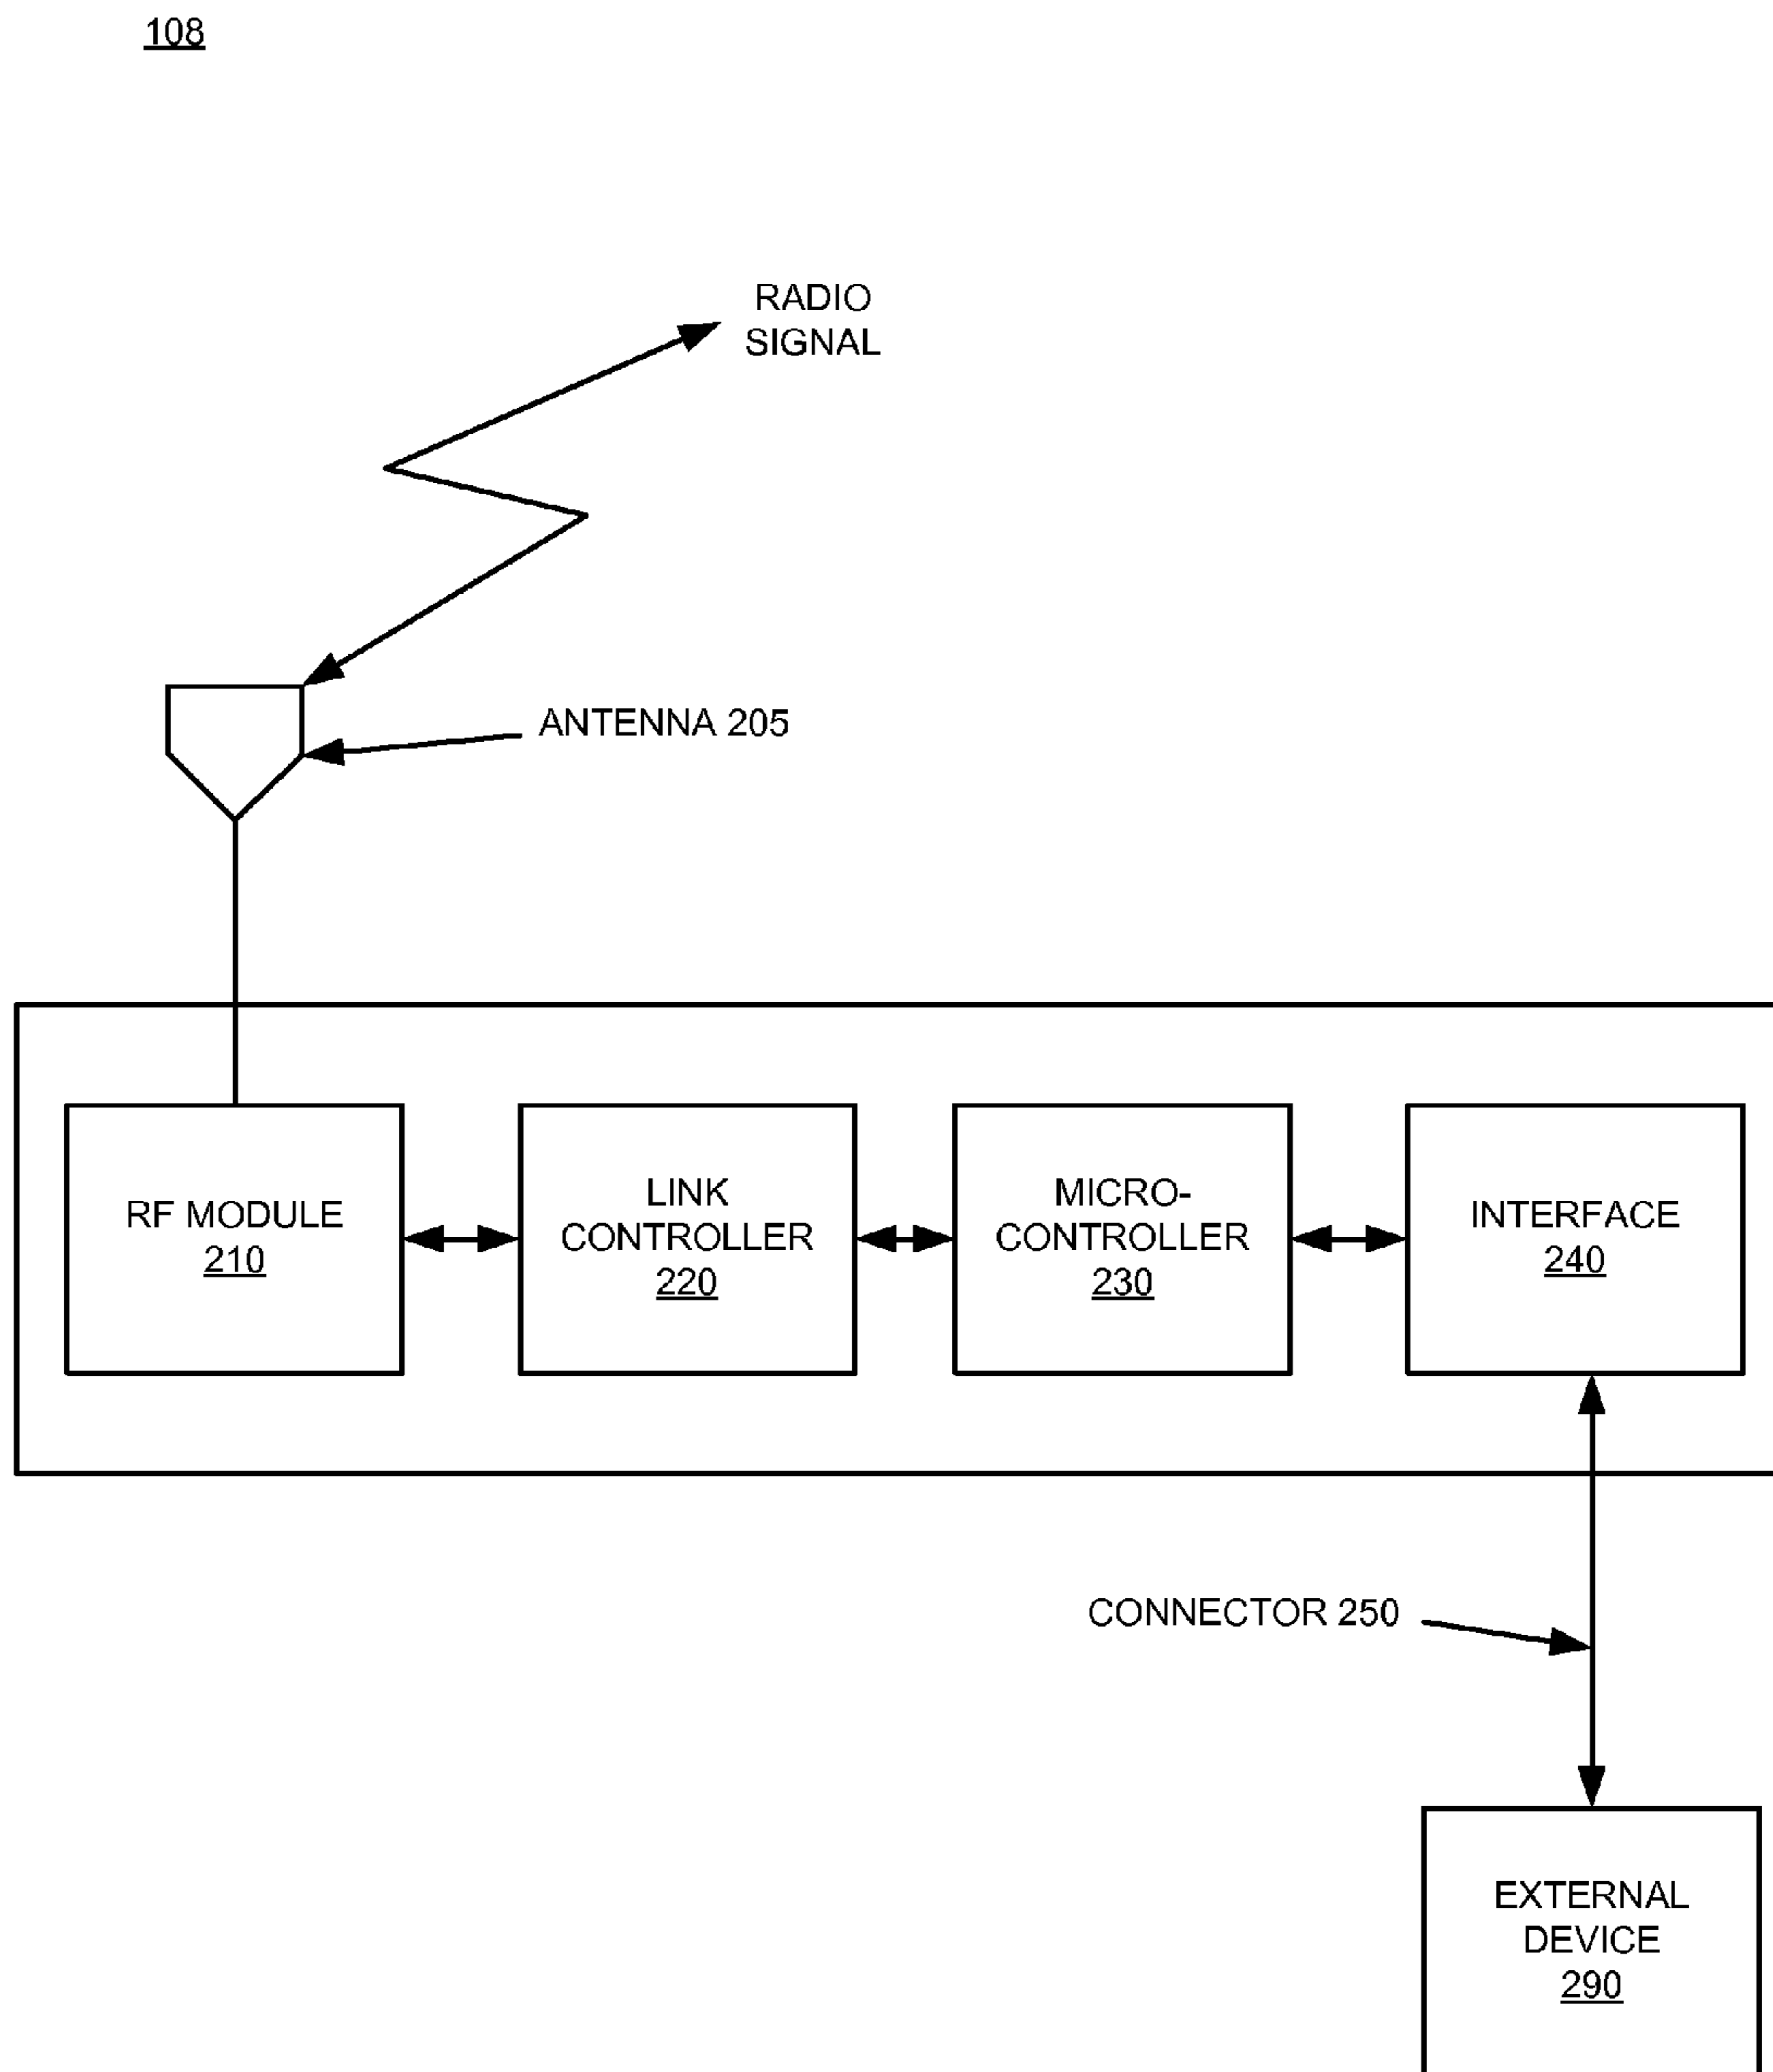 108
RADIO
SIGNAL
ANTENNA 205
RF MODULE
210
LINK
CONTROLLER
220
MICRO-
CONTROLLER
230
INTERFACE
240
CONNECTOR 250
EXTERNAL
DEVICE
290